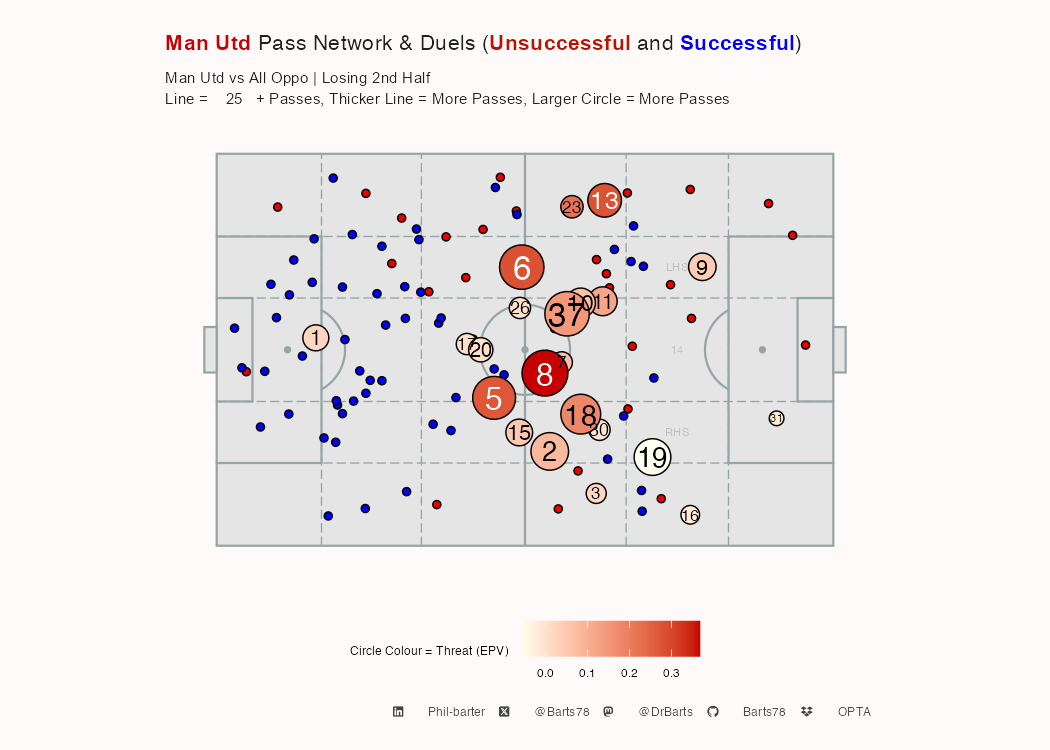 Man Utd Pass Network & Duels (Unsuccessful and Successful)
Man Utd vs All Oppo | Losing 2nd Half
Line = 25 + Passes, Thicker Line = More Passes, Larger Circle = More Passes
23 13
6
LHS 9
26 10 11
37
1 17 20 14
7
8
5
18 31
15 30 RHS
2 19
3
16
Circle Colour = Threat (EPV)
0.0 0.1 0.2 0.3
Phil-barter @Barts78 @DrBarts Barts78 OPTA